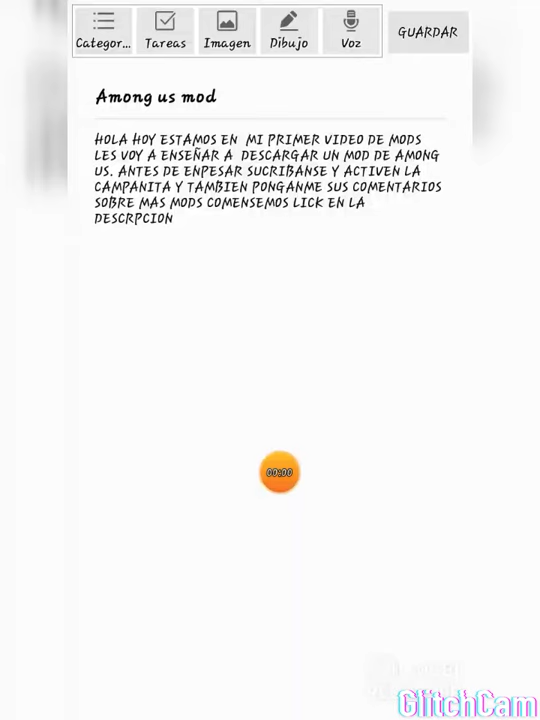 Categor... Tareas Imagen Dibujo Voz GUARDAR
Among us mod
HOLA HOY ESTAMOS EN MI PRIMER VIDEO DE MODS
LES VOY A ENSEÑAR A DESCARGAR UN MOD DE AMONG
US. ANTES DE ENPESAR SUCRIBANSE Y ACTIVEN LA
CAMPANITA Y TAMBIEN PONGANME SUS COMENTARIOS
SOBRE MAS MODS COMENSEMOS LICK EN LA
DESCRPCION
00:00
GlitchCam